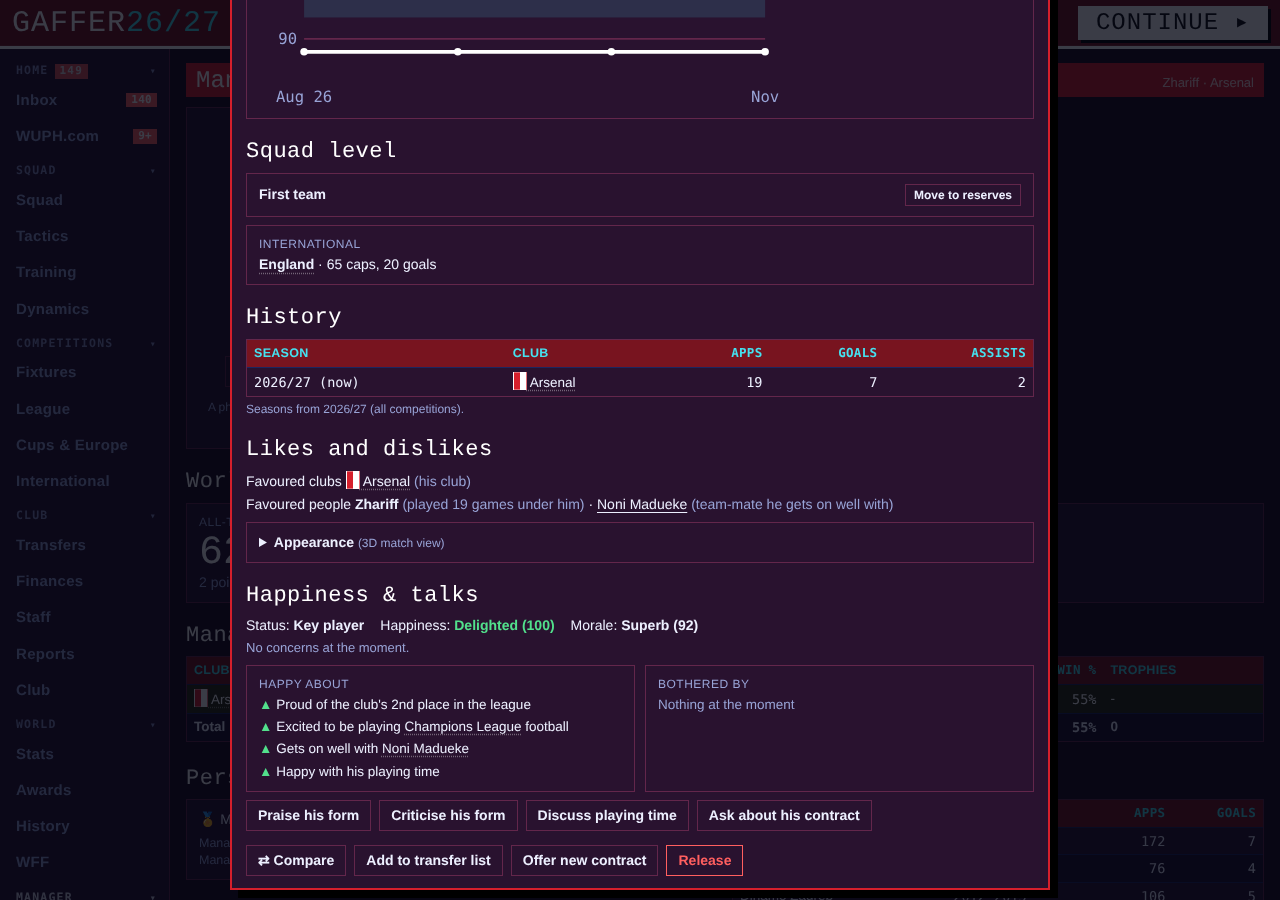 GAFFER26/27
CONTINUE ▶
HOME 149
Inbox 140
WUPH.com 9+
SQUAD
Squad
Tactics
Training
Dynamics
COMPETITIONS
Fixtures
League
Cups & Europe
International
CLUB
Transfers
Finances
Staff
Reports
Club
WORLD
Stats
Awards
History
WFF
MANAGER
Zhariff · Arsenal
90
Aug 26 Nov
Squad level
First team Move to reserves
INTERNATIONAL
England · 65 caps, 20 goals
History
SEASON CLUB APPS GOALS ASSISTS
2026/27 (now) Arsenal 19 7 2
Seasons from 2026/27 (all competitions).
Likes and dislikes
Favoured clubs Arsenal (his club)
Favoured people Zhariff (played 19 games under him) · Noni Madueke (team-mate he gets on well with)
▶ Appearance (3D match view)
Happiness & talks
Status: Key player Happiness: Delighted (100) Morale: Superb (92)
No concerns at the moment.
HAPPY ABOUT
▲ Proud of the club's 2nd place in the league
▲ Excited to be playing Champions League football
▲ Gets on well with Noni Madueke
▲ Happy with his playing time
BOTHERED BY
Nothing at the moment
Praise his form Criticise his form Discuss playing time Ask about his contract
⇄ Compare Add to transfer list Offer new contract Release
CLUB WIN % TROPHIES
55% -
Total 55% 0
APPS GOALS
172 7
76 4
106 5